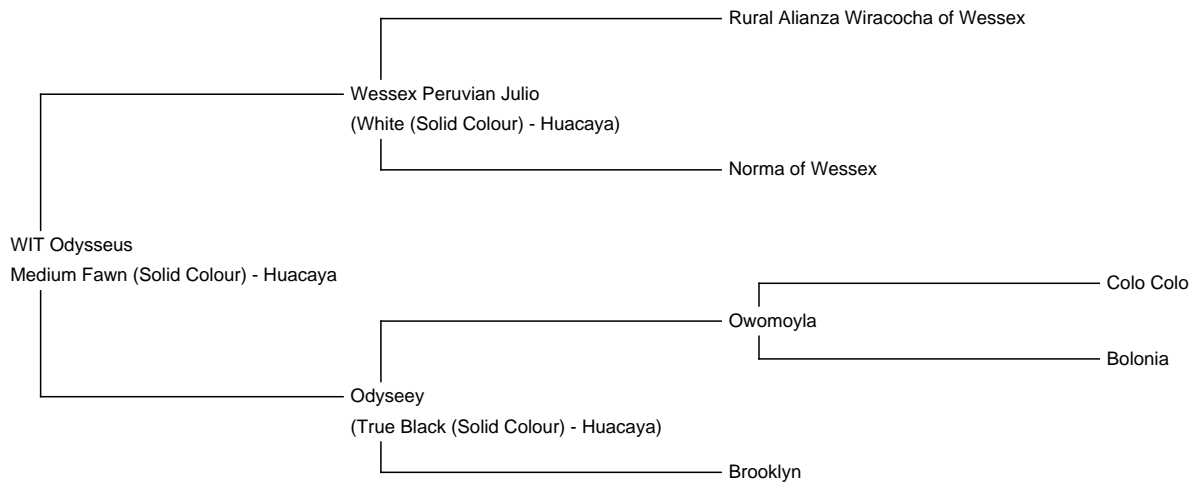 Rural Alianza Wiracocha of Wessex
Wessex Peruvian Julio
(White (Solid Colour) - Huacaya)
Norma of Wessex
WIT Odysseus
Medium Fawn (Solid Colour) - Huacaya
Colo Colo
Owomoyla
Bolonia
Odyseey
(True Black (Solid Colour) - Huacaya)
Brooklyn